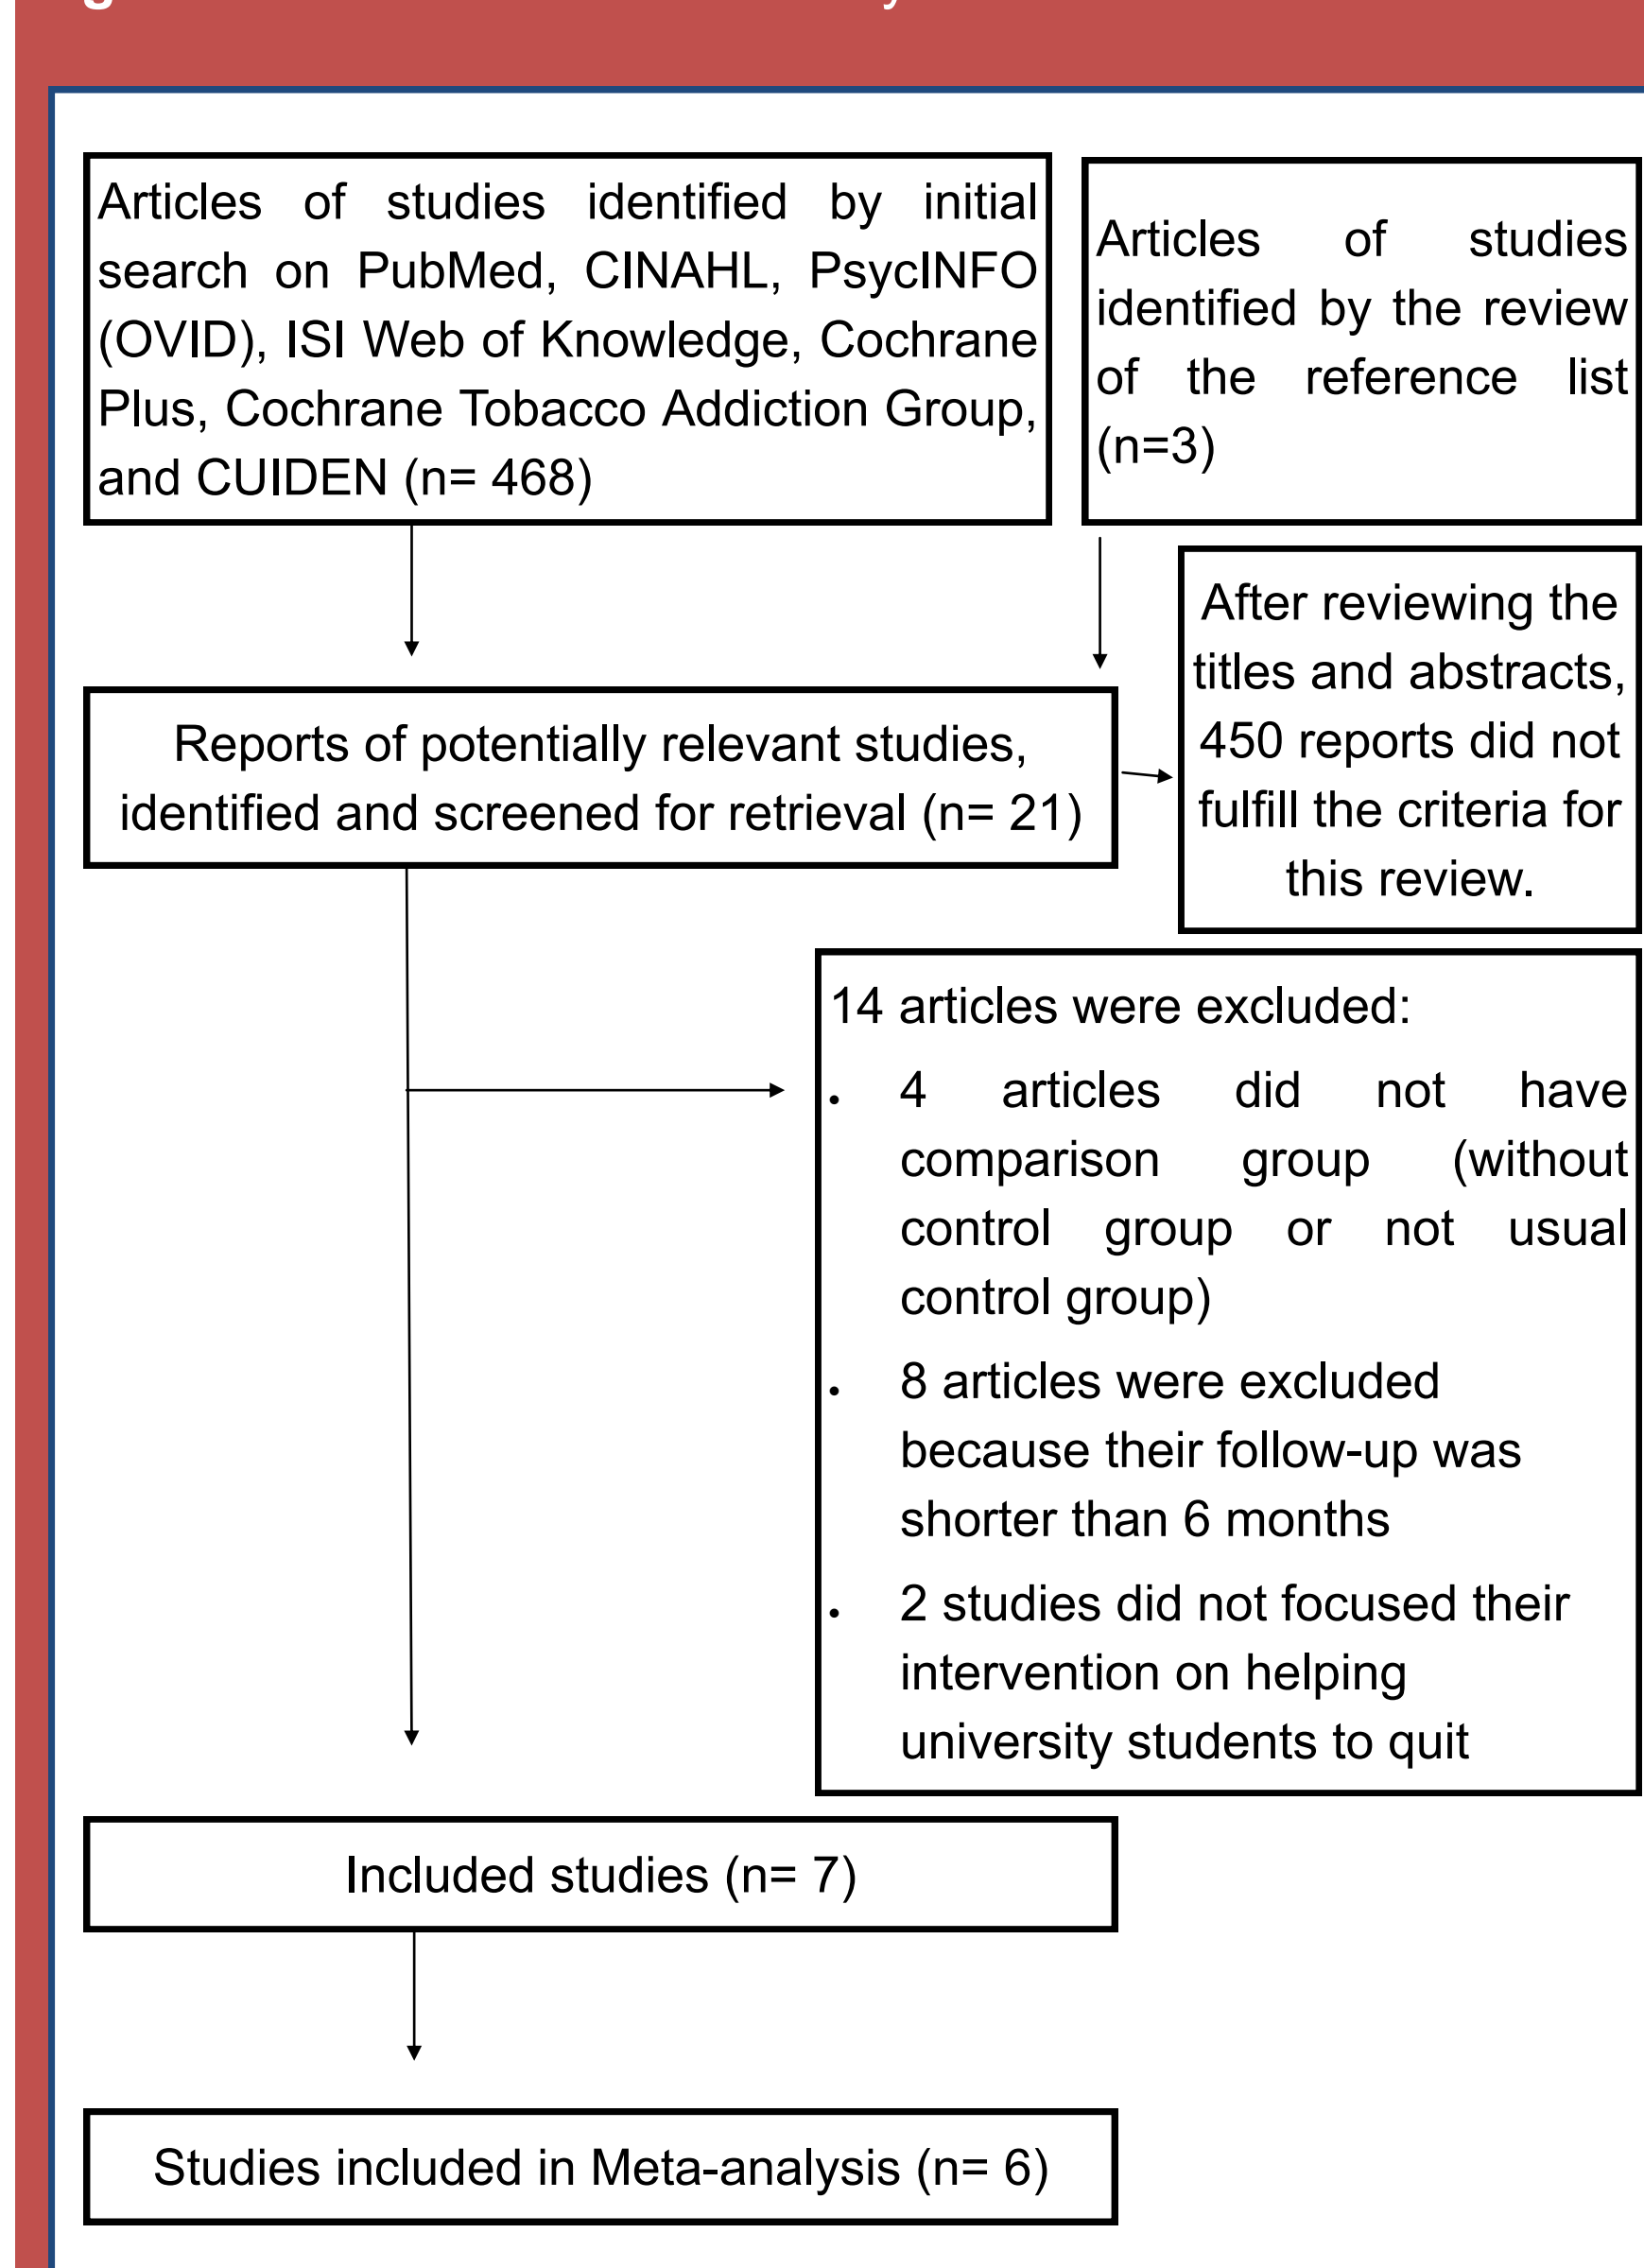 Articles of studies identified by initial
search on PubMed, CINAHL, PsycINFO
(OVID), ISI Web of Knowledge, Cochrane
Plus, Cochrane Tobacco Addiction Group,
and CUIDEN (n= 468)
Articles of studies
identified by the review
of the reference list
(n=3)
After reviewing the
titles and abstracts,
450 reports did not
fulfill the criteria for
this review.
Reports of potentially relevant studies,
identified and screened for retrieval (n= 21)
14 articles were excluded:
• 4 articles did not have
comparison group (without
control group or not usual
control group)
• 8 articles were excluded
because their follow-up was
shorter than 6 months
• 2 studies did not focused their
intervention on helping
university students to quit
Included studies (n= 7)
Studies included in Meta-analysis (n= 6)